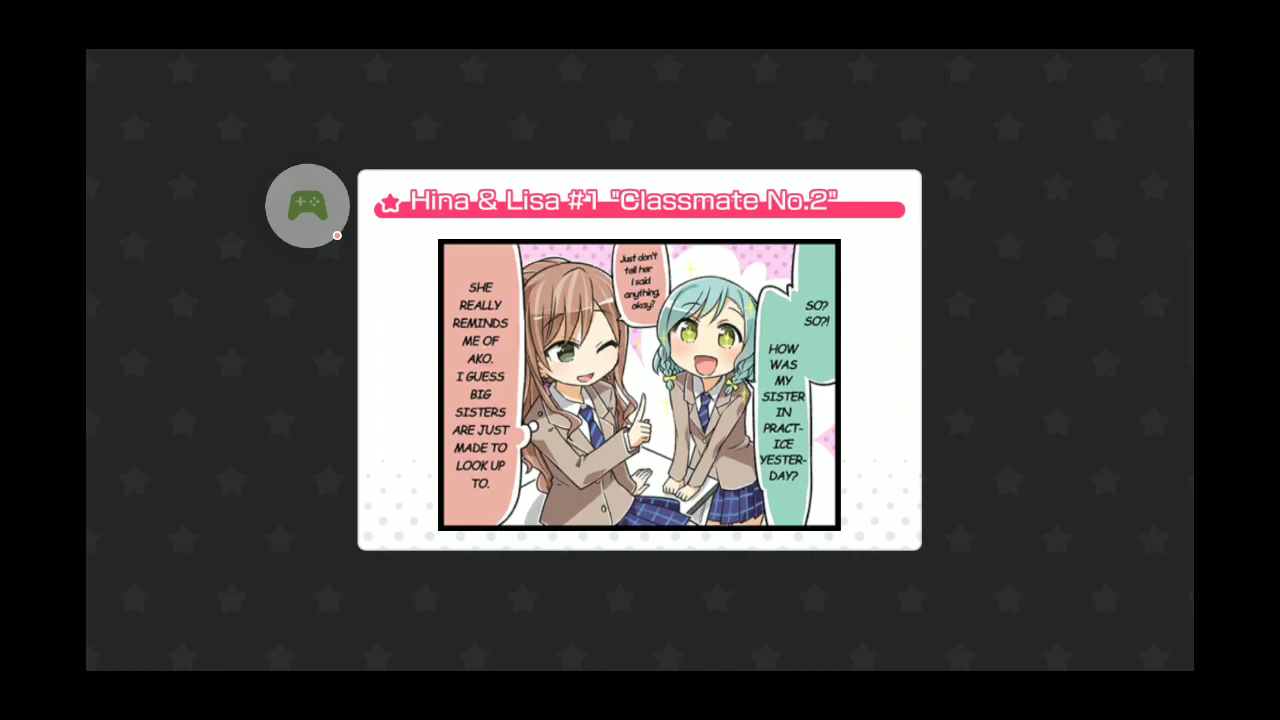 Hina & Lisa #1 "Classmate No.2"
SO?
SO?!
HOW
WAS
MY
SISTER
IN
PRACT-
ICE
YESTER-
DAY?
Just don't
tell her
I said
anything,
okay?
SHE
REALLY
REMINDS
ME OF
AKO.
I GUESS
BIG
SISTERS
ARE JUST
MADE TO
LOOK UP
TO.